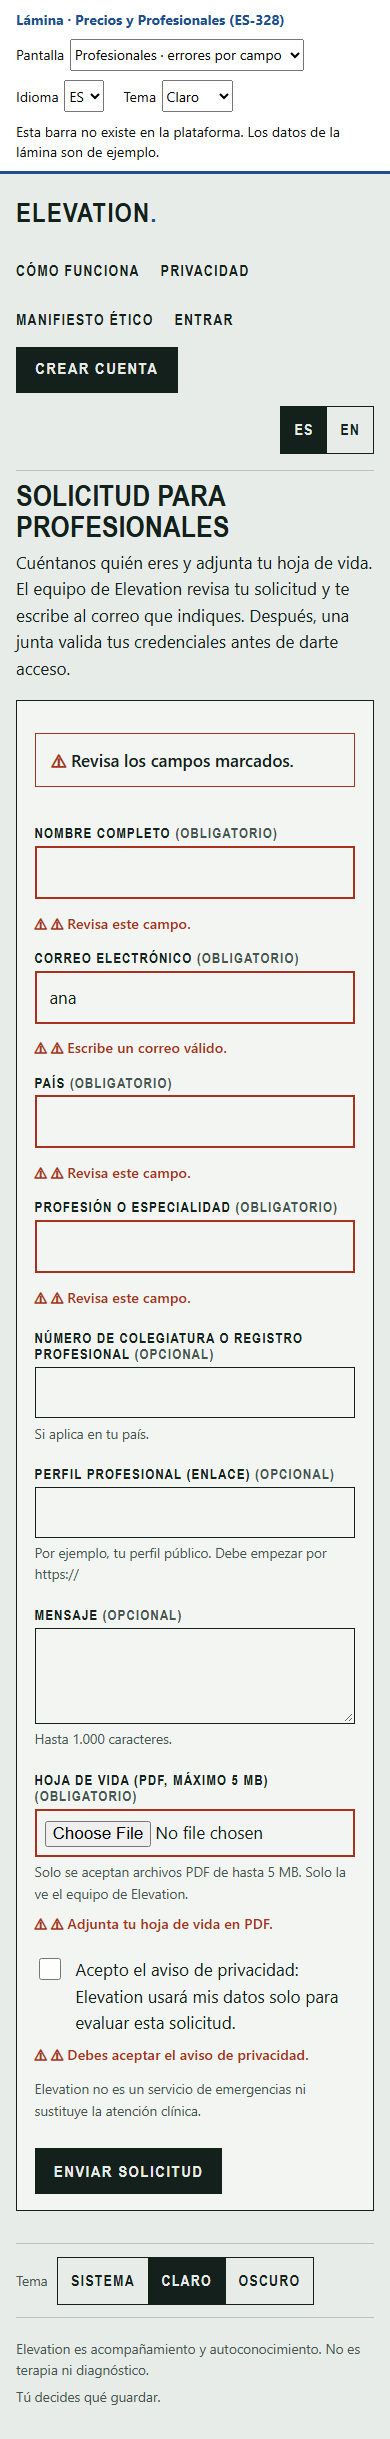 Lámina · Precios y Profesionales (ES-328)
Pantalla Profesionales · errores por campo
Idioma ES Tema Claro
Esta barra no existe en la plataforma. Los datos de la
lámina son de ejemplo.
ELEVATION.
CÓMO FUNCIONA PRIVACIDAD
MANIFIESTO ÉTICO ENTRAR
CREAR CUENTA
ES EN
SOLICITUD PARA
PROFESIONALES
Cuéntanos quién eres y adjunta tu hoja de vida.
El equipo de Elevation revisa tu solicitud y te
escribe al correo que indiques. Después, una
junta valida tus credenciales antes de darte
acceso.
⚠ Revisa los campos marcados.
NOMBRE COMPLETO (OBLIGATORIO)
⚠ ⚠ Revisa este campo.
CORREO ELECTRÓNICO (OBLIGATORIO)
ana
⚠ ⚠ Escribe un correo válido.
PAÍS (OBLIGATORIO)
⚠ ⚠ Revisa este campo.
PROFESIÓN O ESPECIALIDAD (OBLIGATORIO)
⚠ ⚠ Revisa este campo.
NÚMERO DE COLEGIATURA O REGISTRO
PROFESIONAL (OPCIONAL)
Si aplica en tu país.
PERFIL PROFESIONAL (ENLACE) (OPCIONAL)
Por ejemplo, tu perfil público. Debe empezar por
https://
MENSAJE (OPCIONAL)
Hasta 1.000 caracteres.
HOJA DE VIDA (PDF, MÁXIMO 5 MB)
(OBLIGATORIO)
Choose File No file chosen
Solo se aceptan archivos PDF de hasta 5 MB. Solo la
ve el equipo de Elevation.
⚠ ⚠ Adjunta tu hoja de vida en PDF.
Acepto el aviso de privacidad:
Elevation usará mis datos solo para
evaluar esta solicitud.
⚠ ⚠ Debes aceptar el aviso de privacidad.
Elevation no es un servicio de emergencias ni
sustituye la atención clínica.
ENVIAR SOLICITUD
Tema SISTEMA CLARO OSCURO
Elevation es acompañamiento y autoconocimiento. No es
terapia ni diagnóstico.
Tú decides qué guardar.